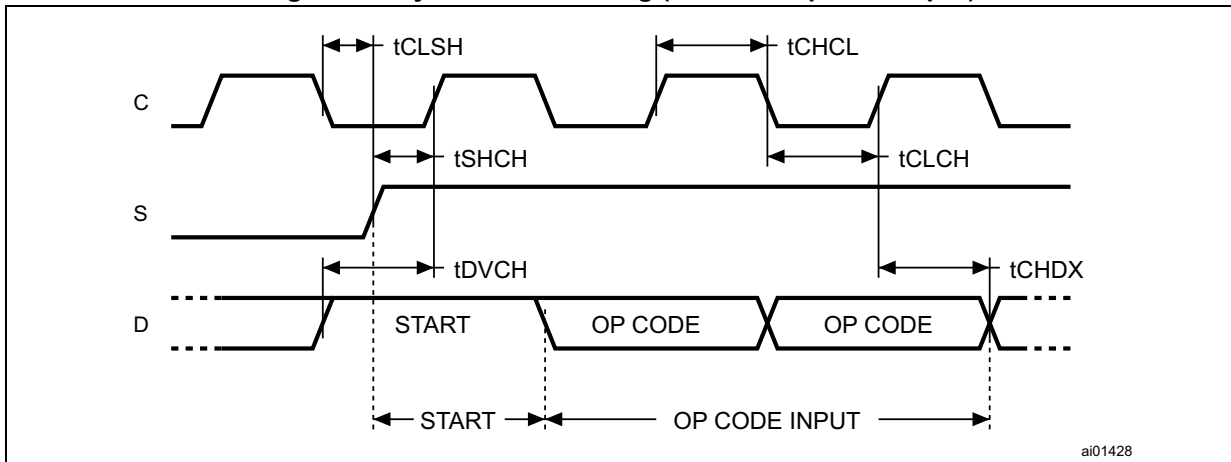 tCLSH
tCHCL
C
tSHCH
tCLCH
S
tDVCH
tCHDX
D
START
OP CODE
OP CODE
START
OP CODE INPUT
ai01428